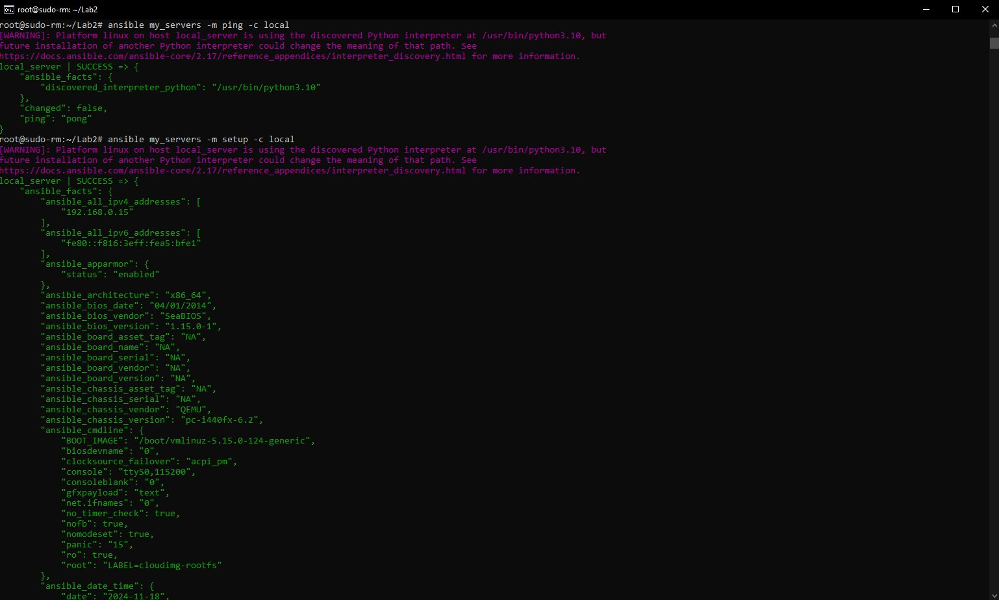 root@sudo-rm: ~/Lab2
root@sudo-rm:~/Lab2# ansible my_servers -m ping -c local
[WARNING]: Platform linux on host local_server is using the discovered Python interpreter at /usr/bin/python3.10, but
future installation of another Python interpreter could change the meaning of that path. See
https://docs.ansible.com/ansible-core/2.17/reference_appendices/interpreter_discovery.html for more information.
local_server | SUCCESS => {
    "ansible_facts": {
        "discovered_interpreter_python": "/usr/bin/python3.10"
    },
    "changed": false,
    "ping": "pong"
}
root@sudo-rm:~/Lab2# ansible my_servers -m setup -c local
[WARNING]: Platform linux on host local_server is using the discovered Python interpreter at /usr/bin/python3.10, but
future installation of another Python interpreter could change the meaning of that path. See
https://docs.ansible.com/ansible-core/2.17/reference_appendices/interpreter_discovery.html for more information.
local_server | SUCCESS => {
    "ansible_facts": {
        "ansible_all_ipv4_addresses": [
            "192.168.0.15"
        ],
        "ansible_all_ipv6_addresses": [
            "fe80::f816:3eff:fea5:bfe1"
        ],
        "ansible_apparmor": {
            "status": "enabled"
        },
        "ansible_architecture": "x86_64",
        "ansible_bios_date": "04/01/2014",
        "ansible_bios_vendor": "SeaBIOS",
        "ansible_bios_version": "1.15.0-1",
        "ansible_board_asset_tag": "NA",
        "ansible_board_name": "NA",
        "ansible_board_serial": "NA",
        "ansible_board_vendor": "NA",
        "ansible_board_version": "NA",
        "ansible_chassis_asset_tag": "NA",
        "ansible_chassis_serial": "NA",
        "ansible_chassis_vendor": "QEMU",
        "ansible_chassis_version": "pc-i440fx-6.2",
        "ansible_cmdline": {
            "BOOT_IMAGE": "/boot/vmlinuz-5.15.0-124-generic",
            "biosdevname": "0",
            "clocksource_failover": "acpi_pm",
            "console": "ttyS0,115200",
            "consoleblank": "0",
            "gfxpayload": "text",
            "net.ifnames": "0",
            "no_timer_check": true,
            "nofb": true,
            "nomodeset": true,
            "panic": "15",
            "ro": true,
            "root": "LABEL=cloudimg-rootfs"
        },
        "ansible_date_time": {
            "date": "2024-11-18",